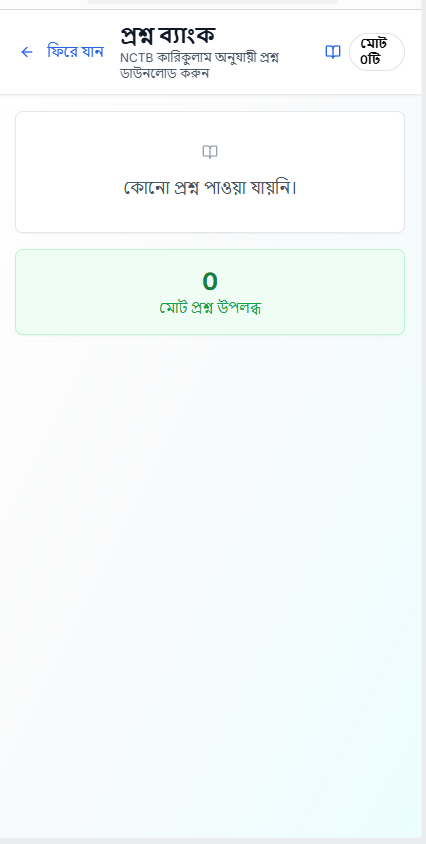 ফিরে যান
প্রশ্ন ব্যাংক
NCTB কারিকুলাম অনুযায়ী প্রশ্ন
ডাউনলোড করুন
মোট
0টি
কোনো প্রশ্ন পাওয়া যায়নি।
0
মোট প্রশ্ন উপলব্ধ